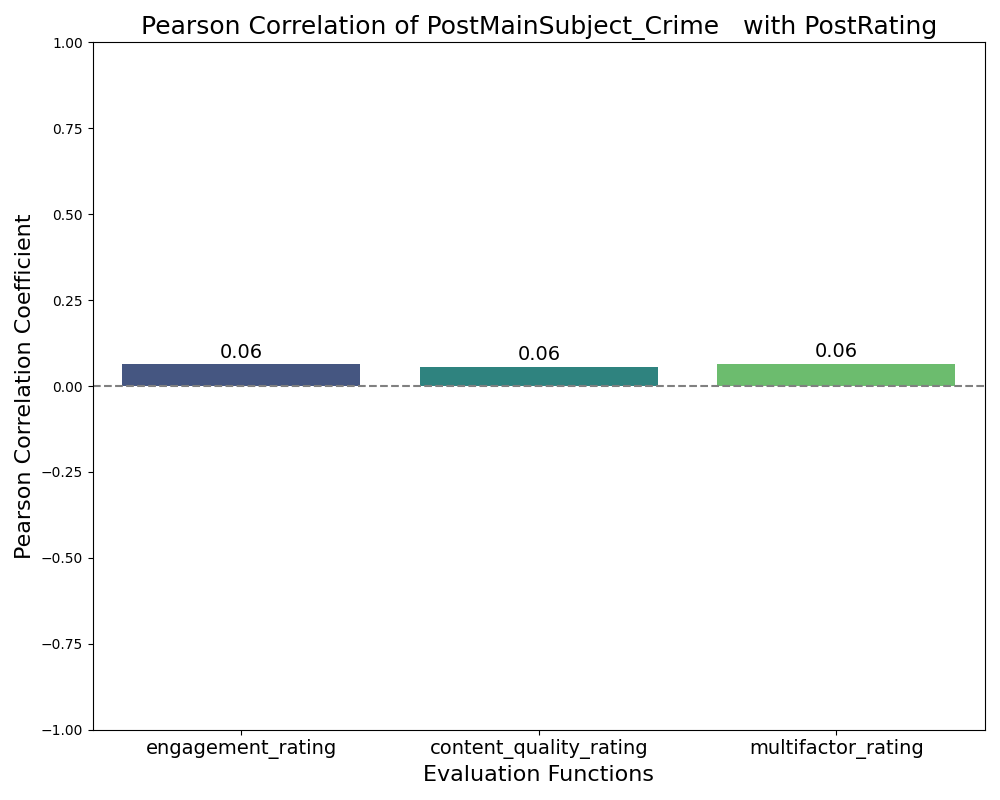 Pearson Correlation of PostMainSubject_Crime   with PostRating
1.00
0.75
0.50
0.25
0.00
−0.25
−0.50
−0.75
−1.00
Pearson Correlation Coefficient
0.06 0.06 0.06
engagement_rating content_quality_rating multifactor_rating
Evaluation Functions